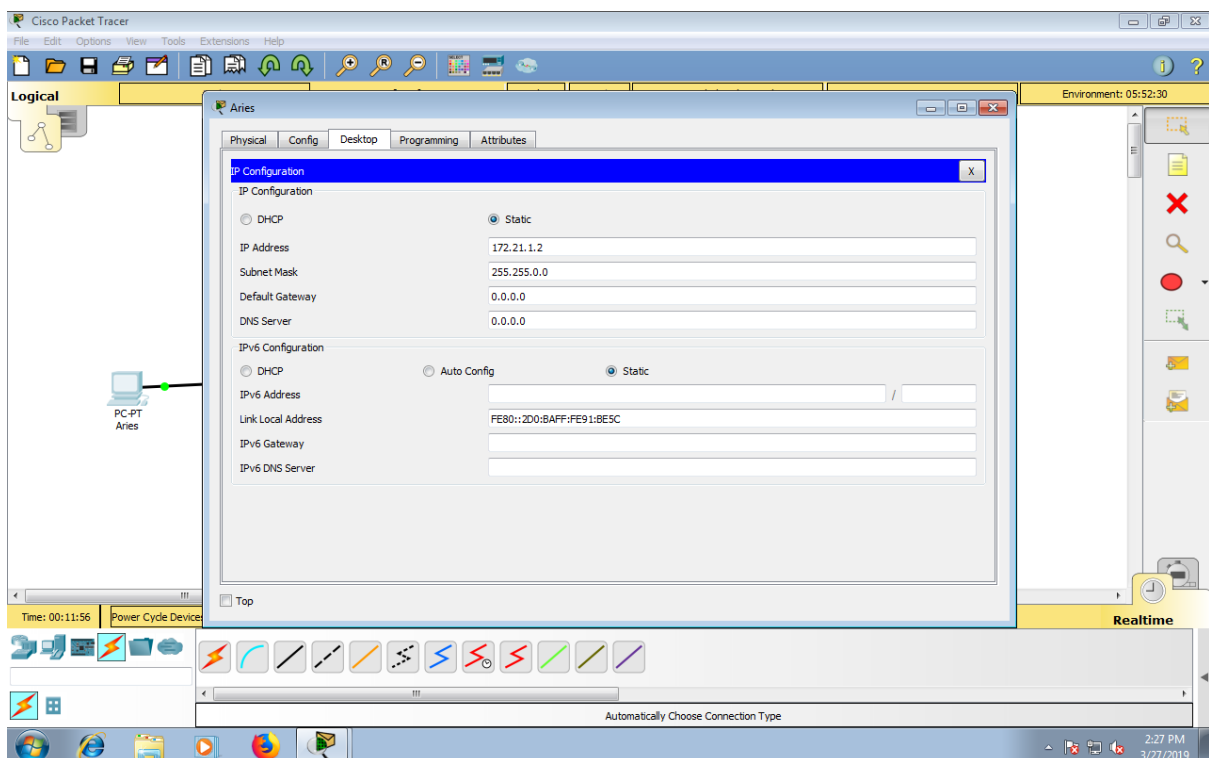 Cisco Packet Tracer
File Edit Options View Tools Extensions Help
Logical
Environment: 05:52:30
Aries
Physical Config Desktop Programming Attributes
IP Configuration
X
IP Configuration
DHCP
Static
IP Address
172.21.1.2
Subnet Mask
255.255.0.0
Default Gateway
0.0.0.0
DNS Server
0.0.0.0
IPv6 Configuration
DHCP
Auto Config
Static
IPv6 Address
/
Link Local Address
FE80::2D0:BAFF:FE91:BE5C
IPv6 Gateway
IPv6 DNS Server
PC-PT
Aries
Top
Time: 00:11:56
Power Cycle Device
Realtime
Automatically Choose Connection Type
2:27 PM
3/27/2019